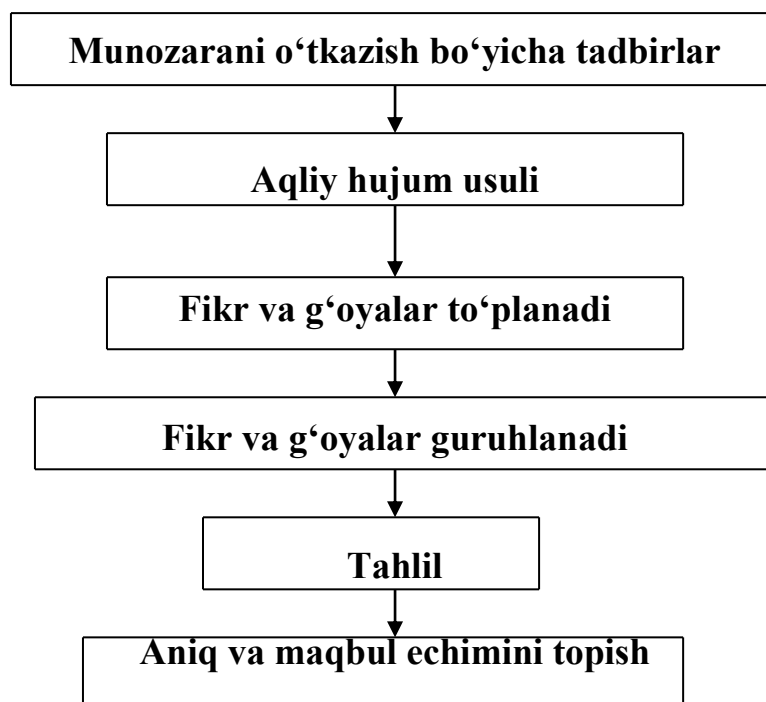 Munozarani o‘tkazish bo‘yicha tadbirlar
Aqliy hujum usuli
Fikr va g‘oyalar to‘planadi
Fikr va g‘oyalar guruhlanadi
Tahlil
Aniq va maqbul echimini topish